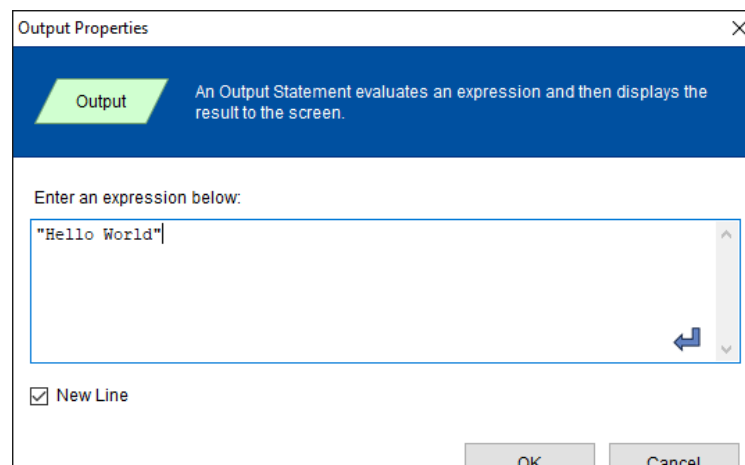 Output Properties
Output
An Output Statement evaluates an expression and then displays the
result to the screen.
Enter an expression below:
"Hello World"
New Line
OK
Cancel